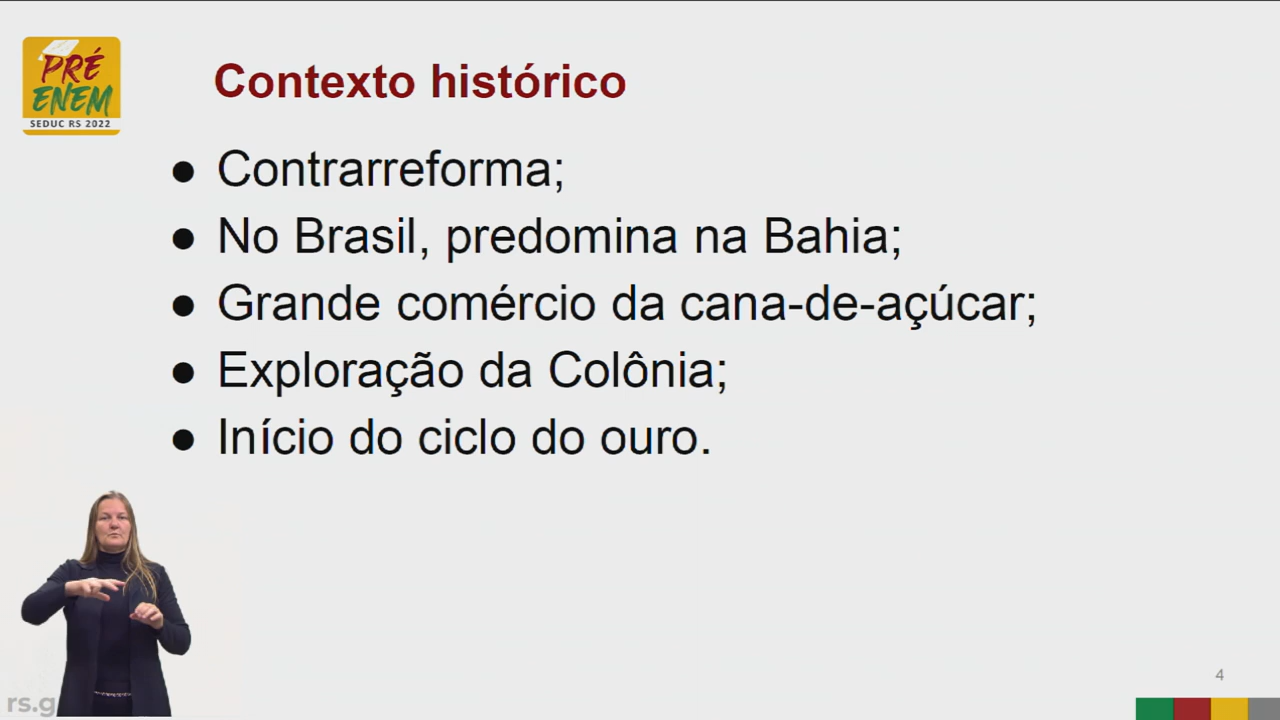 PRÉ
ENEM
SEDUC RS 2022
Contexto histórico
● Contrarreforma;
● No Brasil, predomina na Bahia;
● Grande comércio da cana-de-açúcar;
● Exploração da Colônia;
● Início do ciclo do ouro.
rs.g
4